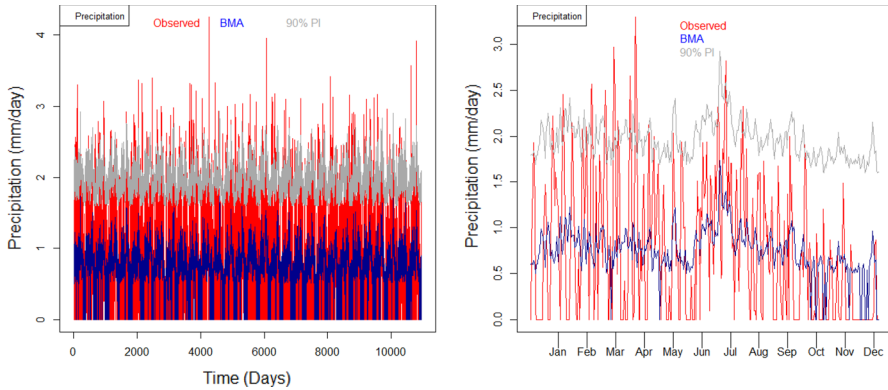 Precipitation
Observed BMA 90% PI
Precipitation (mm/day)
4
3
2
1
0
0 2000 4000 6000 8000 10000
Time (Days)
Precipitation
Observed
BMA
90% PI
Precipitation (mm/day)
3.0
2.5
2.0
1.5
1.0
0.5
0.0
Jan Feb Mar Apr May Jun Jul Aug Sep Oct Nov Dec